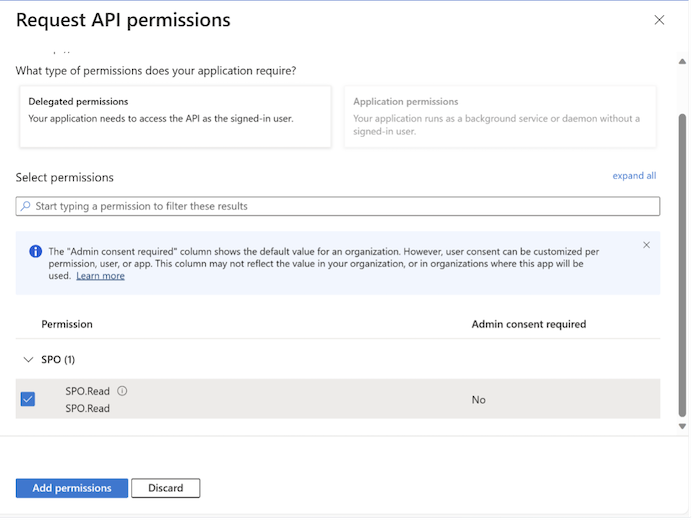 Request API permissions
What type of permissions does your application require?
Delegated permissions
Your application needs to access the API as the signed-in user.
Application permissions
Your application runs as a background service or daemon without a
signed-in user.
Select permissions
expand all
Start typing a permission to filter these results
The "Admin consent required" column shows the default value for an organization. However, user consent can be customized per
permission, user, or app. This column may not reflect the value in your organization, or in organizations where this app will be
used. Learn more
Permission
Admin consent required
SPO (1)
SPO.Read
SPO.Read
No
Add permissions
Discard